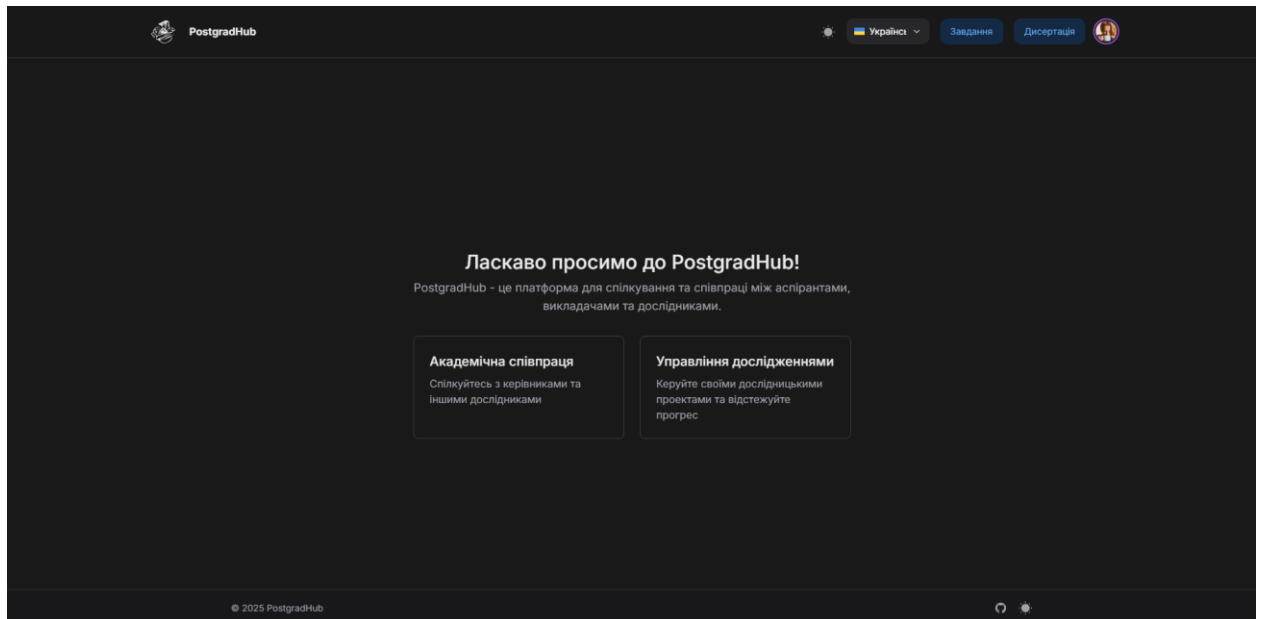 PostgradHub
Українсь
Завдання
Дисертація
Ласкаво просимо до PostgradHub!
PostgradHub - це платформа для спілкування та співпраці між аспірантами,
викладачами та дослідниками.
Академічна співпраця
Спілкуйтесь з керівниками та
іншими дослідниками
Управління дослідженнями
Керуйте своїми дослідницькими
проектами та відстежуйте
прогрес
© 2025 PostgradHub